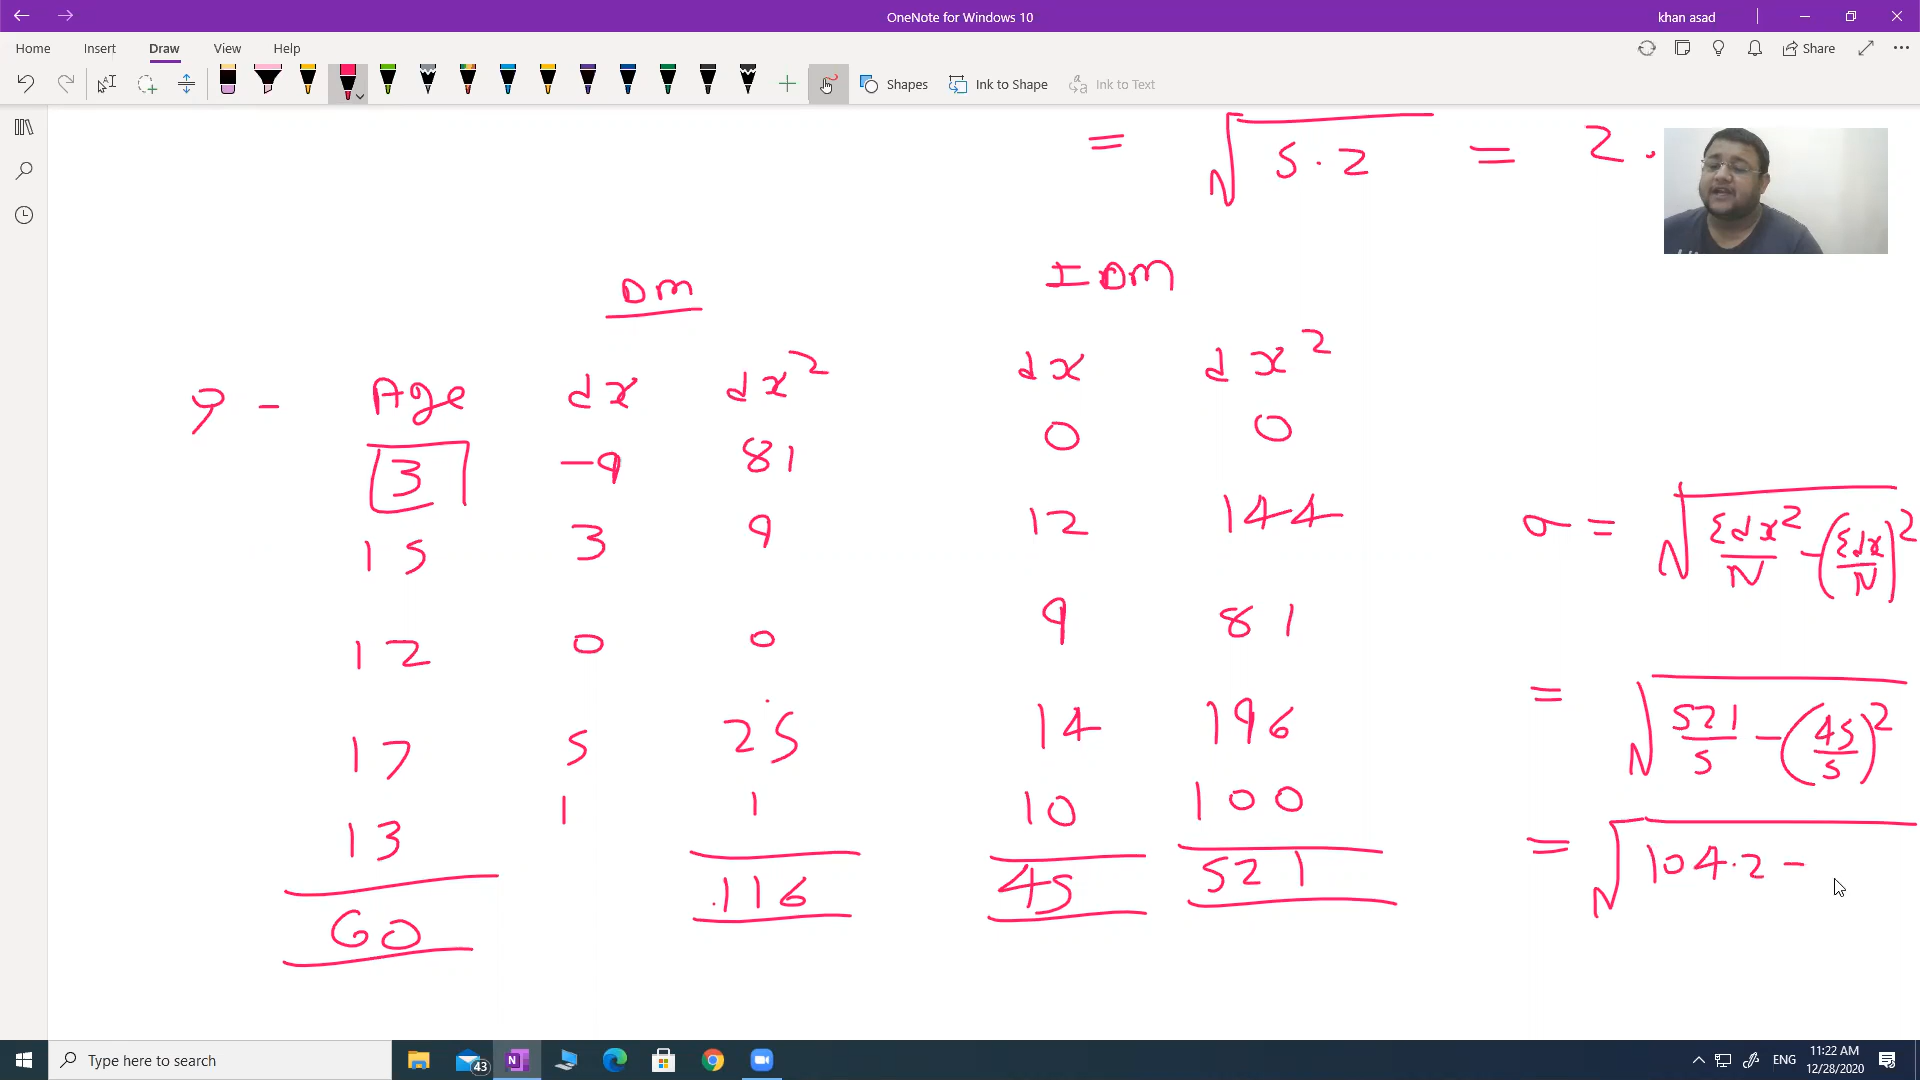 OneNote for Windows 10
khan asad
Home Insert Draw View Help
Share
Shapes Ink to Shape Ink to Text
= √5.2 = 2.
DM IDM
Age dx dx² dx dx²
3 -9 81 0 0
15 3 9 12 144
12 0 0 9 81
17 5 25 14 196
13 1 1 10 100
60 116 45 521
σ = √Σdx²/N - (Σdx/N)²
= √521/5 - (45/5)²
= √104.2 -
Type here to search
43
ENG
11:22 AM
12/28/2020